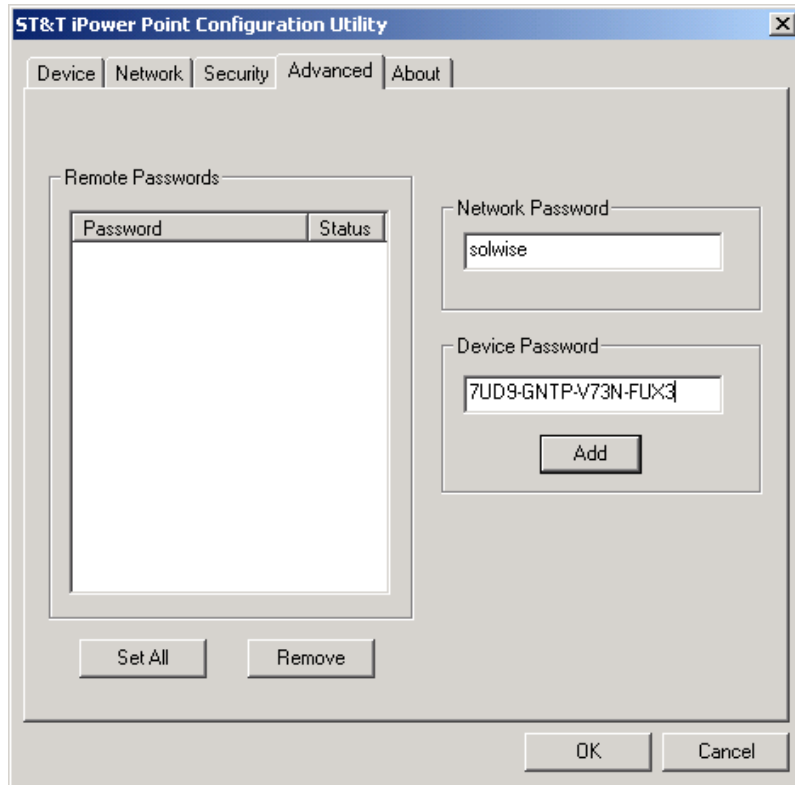 ST&T iPower Point Configuration Utility
Device Network Security Advanced About
Remote Passwords
Password Status
Network Password
solwise
Device Password
7UD9-GNTP-V73N-FUX3
Add
Set All Remove
OK Cancel